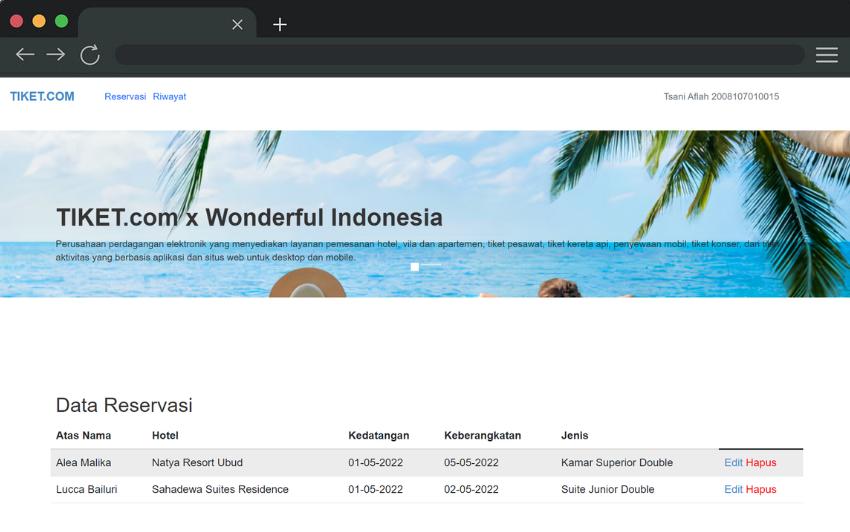 TIKET.COM Reservasi Riwayat Tsani Aflah 2008107010015
TIKET.com x Wonderful Indonesia
Perusahaan perdagangan elektronik yang menyediakan layanan pemesanan hotel, vila dan apartemen, tiket pesawat, tiket kereta api, penyewaan mobil, tiket konser, dan tiket
aktivitas yang berbasis aplikasi dan situs web untuk desktop dan mobile.
Data Reservasi
Atas Nama Hotel Kedatangan Keberangkatan Jenis
Alea Malika Natya Resort Ubud 01-05-2022 05-05-2022 Kamar Superior Double Edit Hapus
Lucca Bailuri Sahadewa Suites Residence 01-05-2022 02-05-2022 Suite Junior Double Edit Hapus